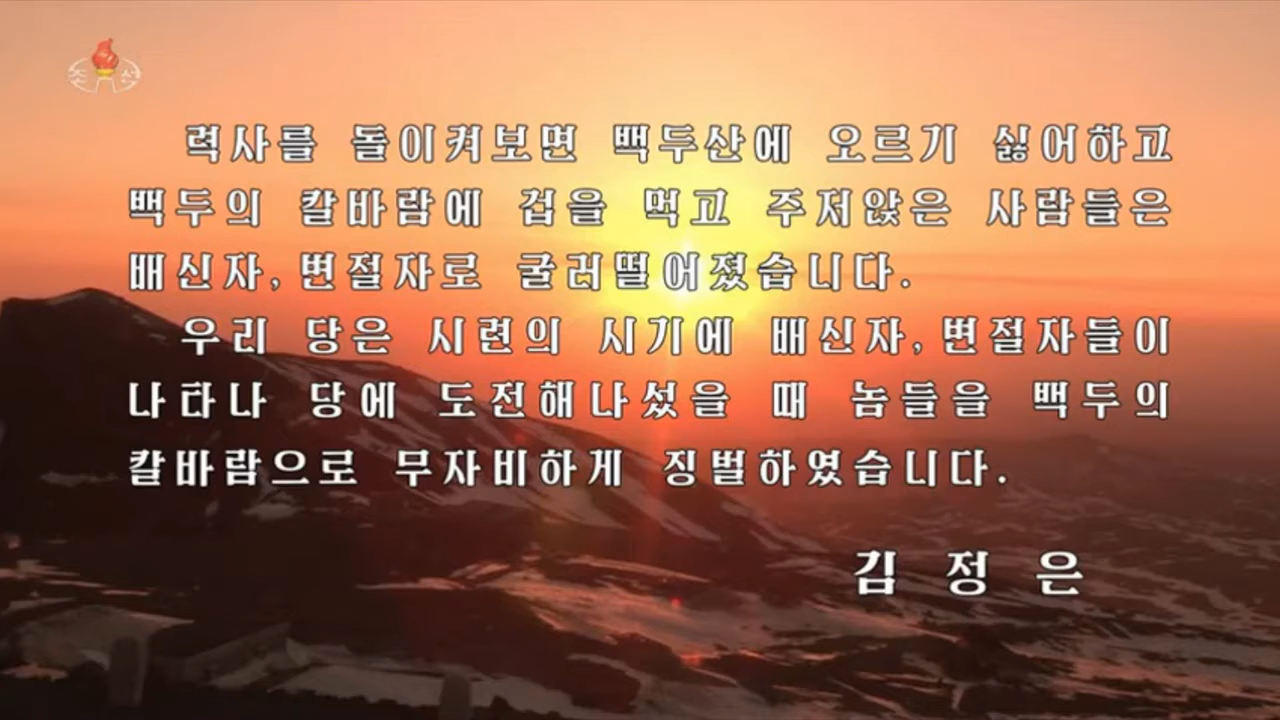 조선
력사를 돌이켜보면 백두산에 오르기 싫어하고
백두의 칼바람에 겁을 먹고 주저앉은 사람들은
배신자, 변절자로 굴러떨어졌습니다.
우리 당은 시련의 시기에 배신자, 변절자들이
나타나 당에 도전해나섰을 때 놈들을 백두의
칼바람으로 무자비하게 징벌하였습니다.
김정은